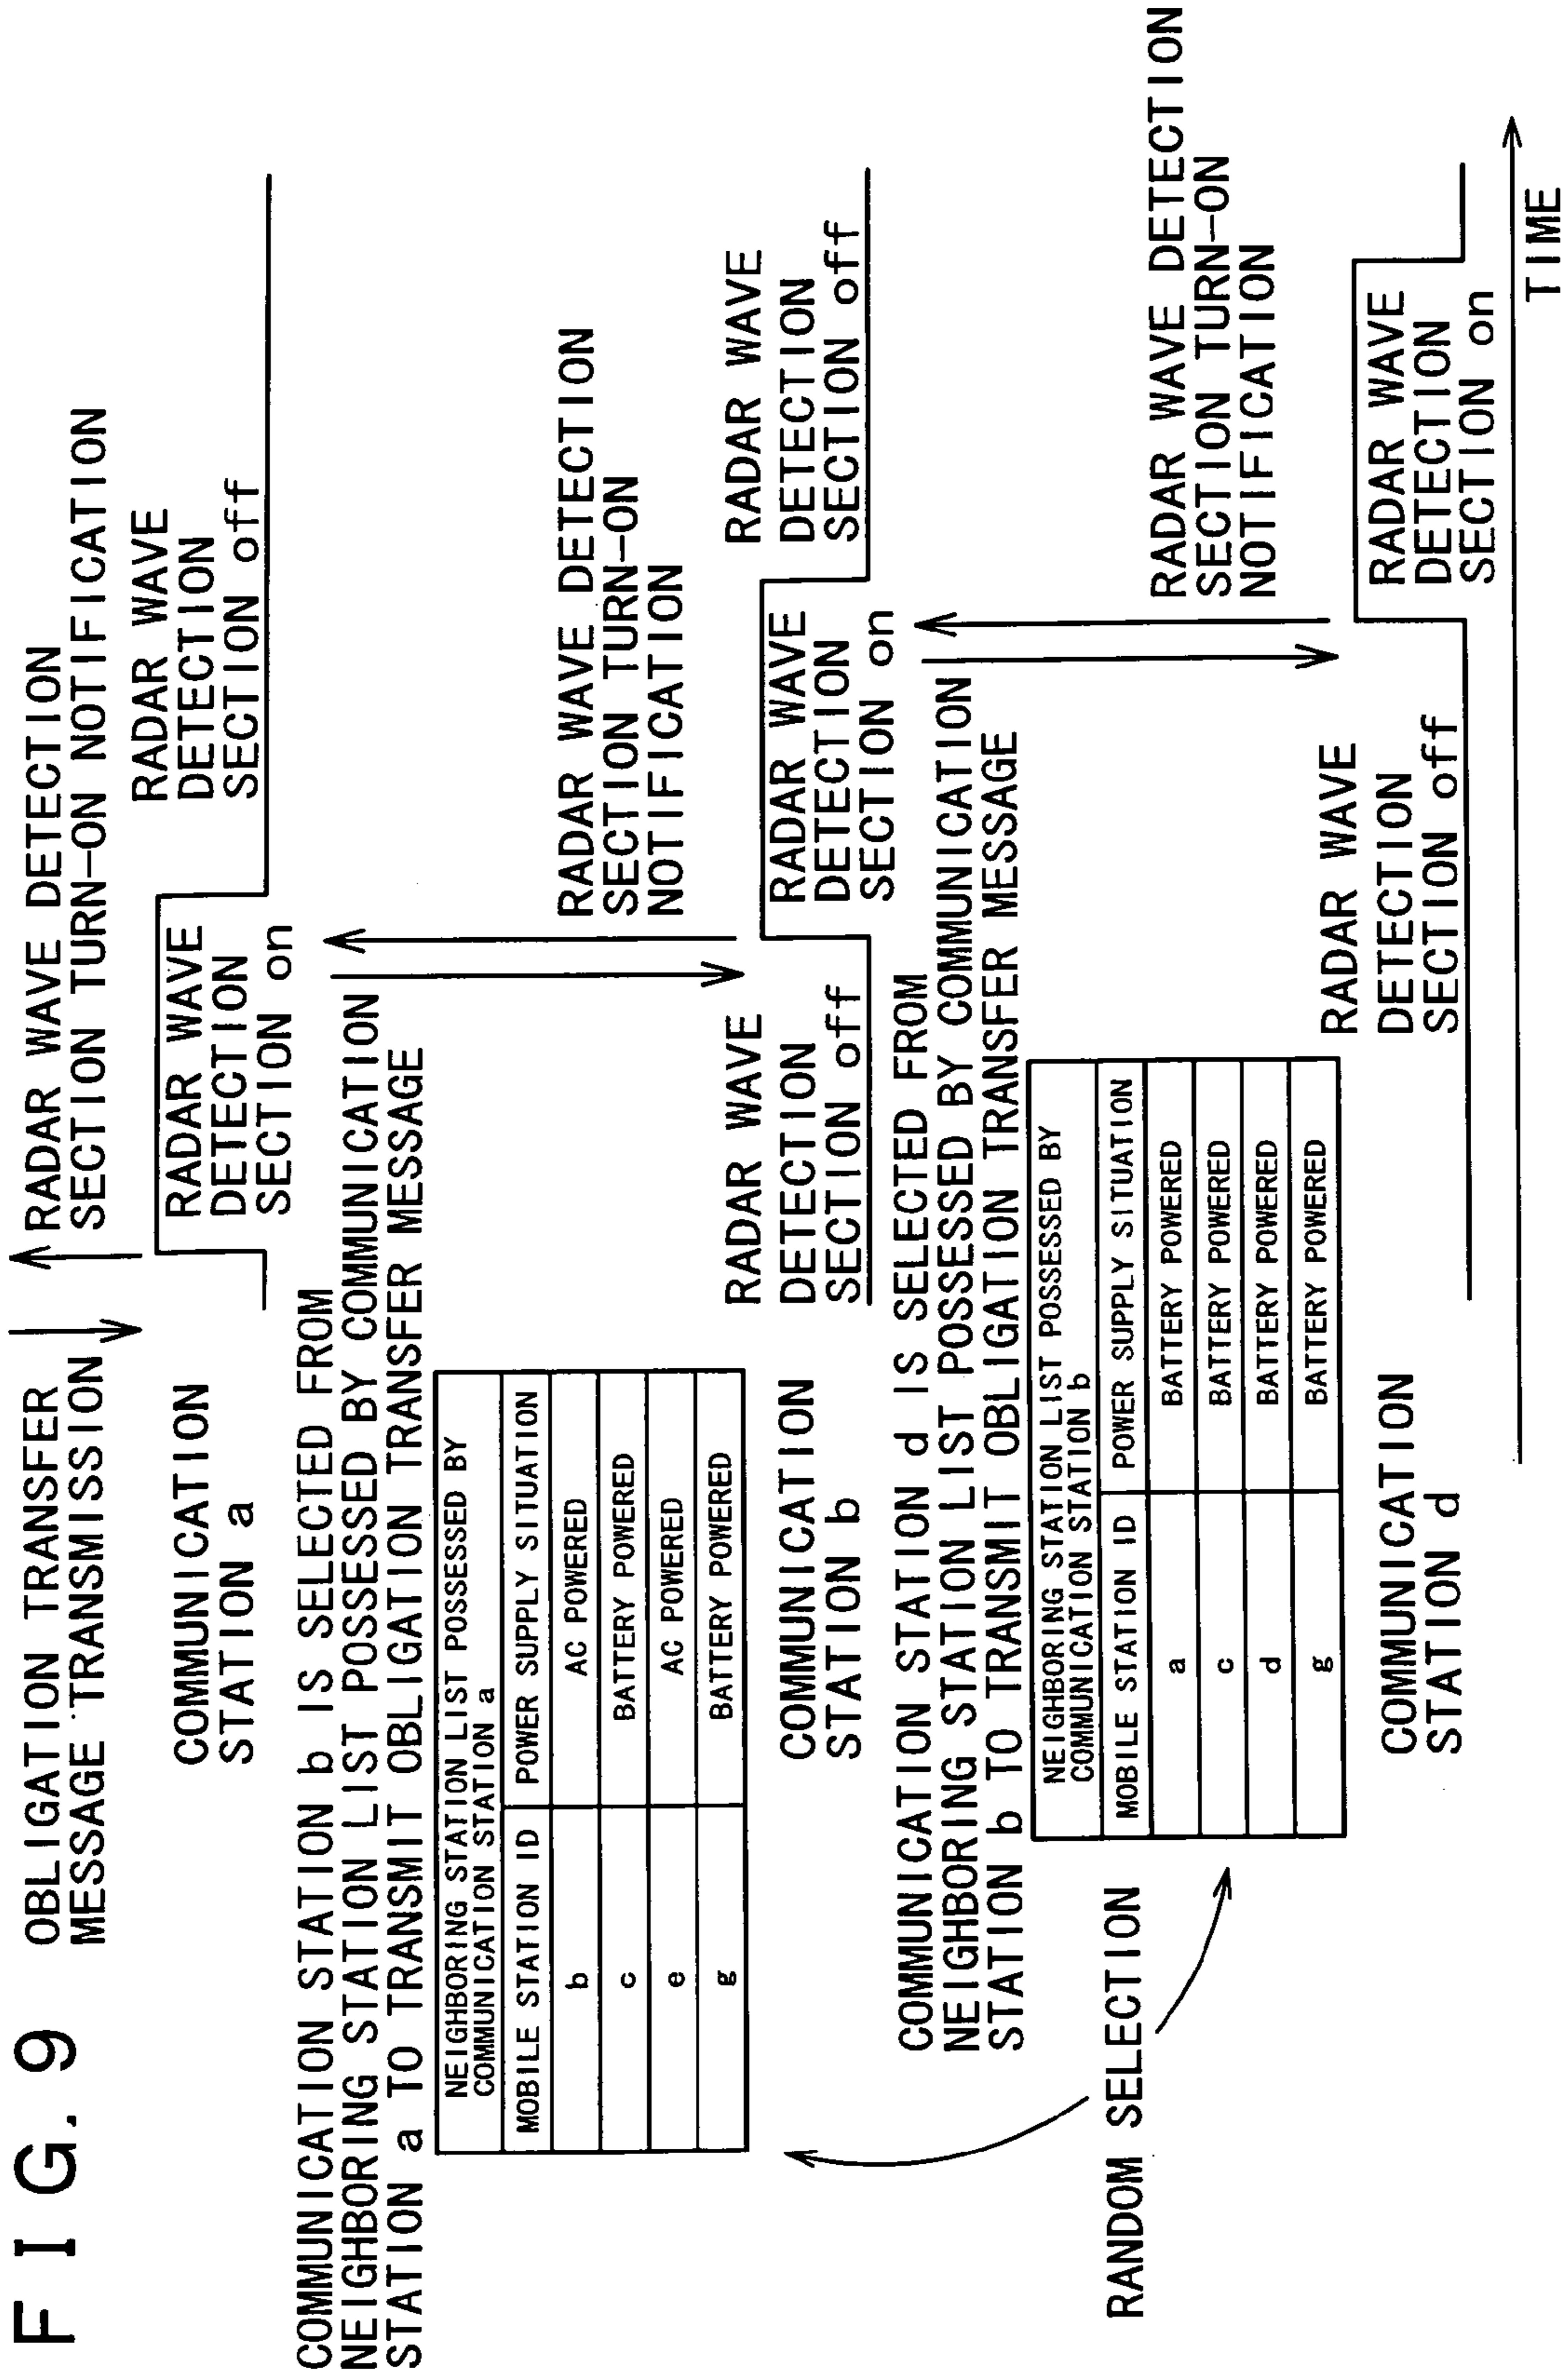 FIG. 9
OBLIGATION TRANSFER
MESSAGE TRANSMISSION
RADAR WAVE DETECTION
SECTION TURN-ON NOTIFICATION
COMMUNICATION
STATION a
RADAR WAVE
DETECTION
SECTION on
RADAR WAVE
DETECTION
SECTION off
COMMUNICATION STATION b IS SELECTED FROM
NEIGHBORING STATION LIST POSSESSED BY COMMUNICATION
STATION a TO TRANSMIT OBLIGATION TRANSFER MESSAGE
NEIGHBORING STATION LIST POSSESSED BY
COMMUNICATION STATION a
MOBILE STATION ID POWER SUPPLY SITUATION
b AC POWERED
c BATTERY POWERED
e AC POWERED
g BATTERY POWERED
RADAR WAVE DETECTION
SECTION TURN-ON
NOTIFICATION
COMMUNICATION
STATION b
RADAR WAVE
DETECTION
SECTION off
RADAR WAVE
DETECTION
SECTION on
RADAR WAVE
DETECTION
SECTION off
COMMUNICATION STATION d IS SELECTED FROM
NEIGHBORING STATION LIST POSSESSED BY COMMUNICATION
STATION b TO TRANSMIT OBLIGATION TRANSFER MESSAGE
RANDOM SELECTION
NEIGHBORING STATION LIST POSSESSED BY
COMMUNICATION STATION b
MOBILE STATION ID POWER SUPPLY SITUATION
a BATTERY POWERED
c BATTERY POWERED
d BATTERY POWERED
g BATTERY POWERED
RADAR WAVE DETECTION
SECTION TURN-ON
NOTIFICATION
COMMUNICATION
STATION d
RADAR WAVE
DETECTION
SECTION off
RADAR WAVE
DETECTION
SECTION on
TIME